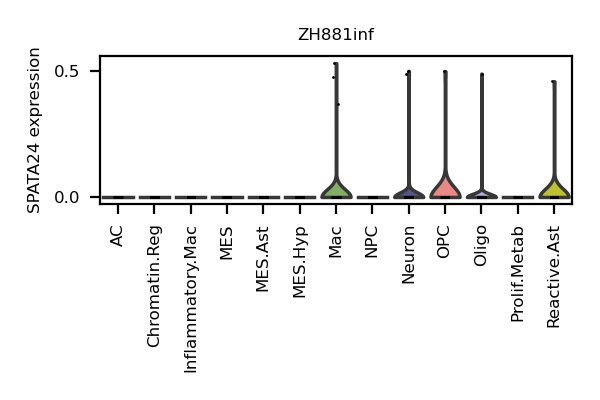 ZH881inf
SPATA24 expression
0.5
0.0
AC
Chromatin.Reg
Inflammatory.Mac
MES
MES.Ast
MES.Hyp
Mac
NPC
Neuron
OPC
Oligo
Prolif.Metab
Reactive.Ast